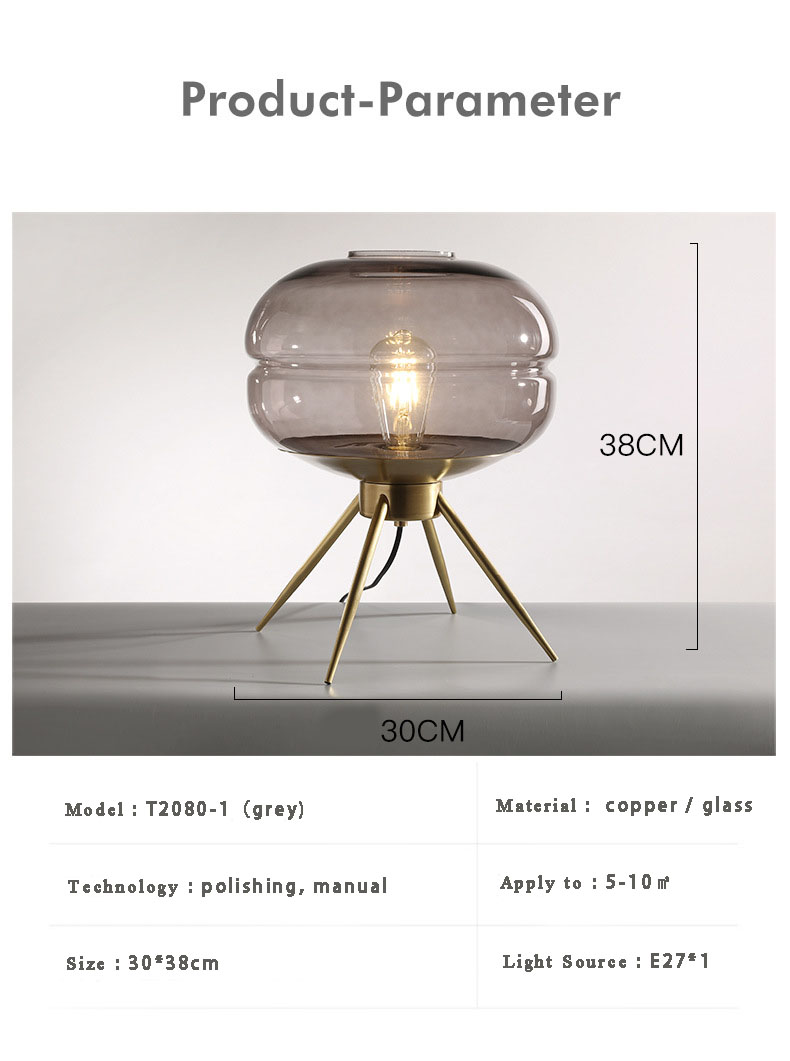 Product-Parameter
38CM
30CM
Model : T2080-1 (grey)
Material : copper / glass
Technology : polishing, manual
Apply to : 5-10㎡
Size : 30*38cm
Light Source : E27*1